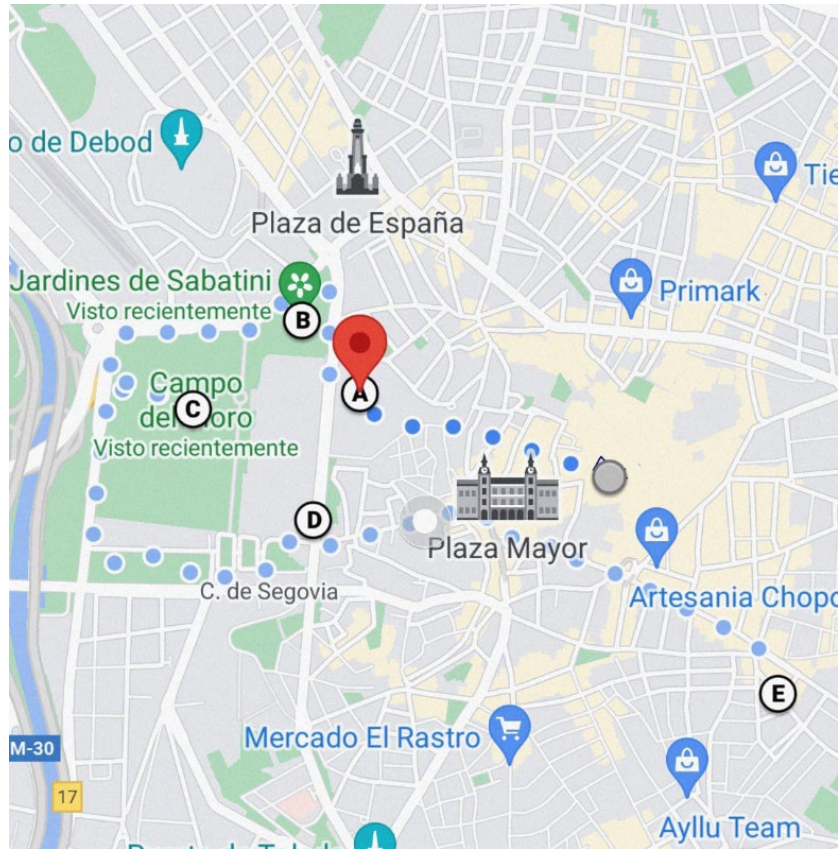 o de Debod
Plaza de España
Tie
Jardines de Sabatini
Visto recientemente
Primark
B
A
Campo
del Moro
C
Visto recientemente
D
Plaza Mayor
C. de Segovia
Artesania Chopo
E
Mercado El Rastro
M-30
17
Ayllu Team